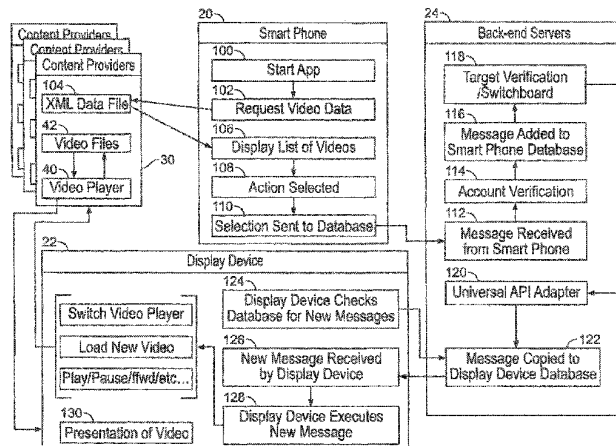 Content Providers
Content Providers
Content Providers
104
XML Data File
42
Video Files
40
Video Player
30
20
Smart Phone
100
Start App
102
Request Video Data
106
Display List of Videos
108
Action Selected
110
Selection Sent to Database
24
Back-end Servers
118
Target Verification
/Switchboard
116
Message Added to
Smart Phone Database
114
Account Verification
112
Message Received
from Smart Phone
120
Universal API Adapter
122
Message Copied to
Display Device Database
22
Display Device
Switch Video Player
Load New Video
Play/Pause/ffwd/etc...
130
Presentation of Video
124
Display Device Checks
Database for New Messages
126
New Message Received
by Display Device
128
Display Device Executes
New Message